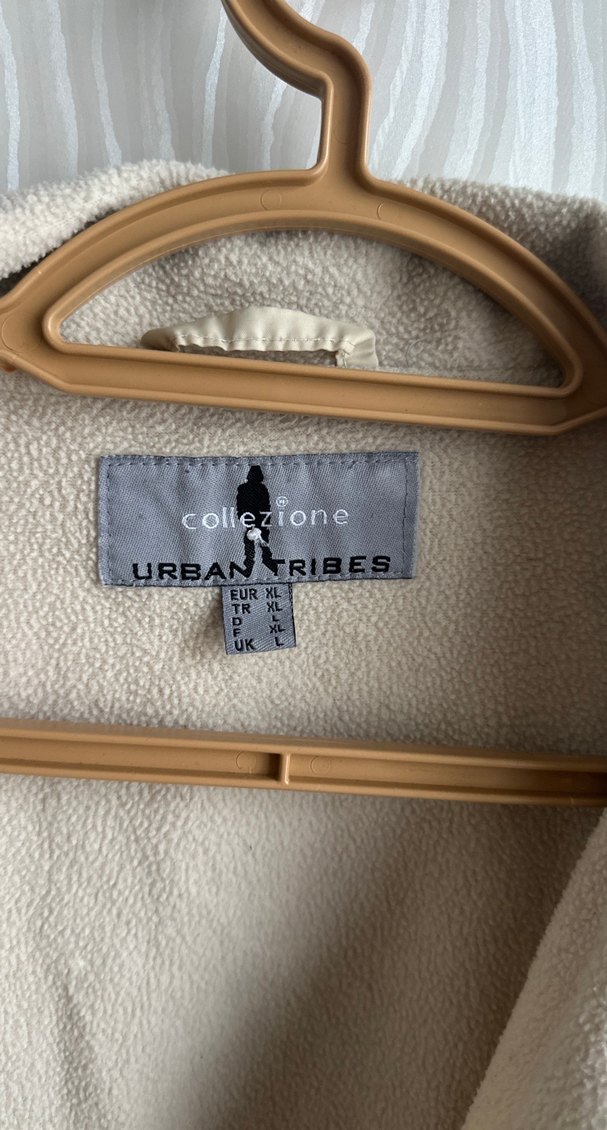 collezione®
URBAN TRIBES
EUR XL
TR XL
D L
F XL
UK L